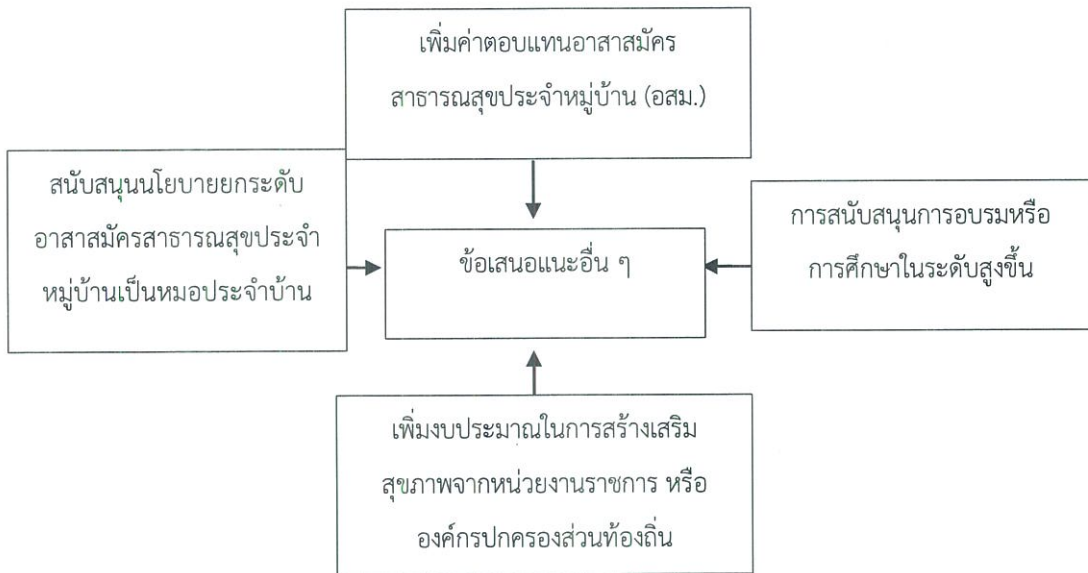 เพิ่มค่าตอบแทนอาสาสมัคร
สาธารณสุขประจำหมู่บ้าน (อสม.)
สนับสนุนนโยบายยกระดับ
อาสาสมัครสาธารณสุขประจำ
หมู่บ้านเป็นหมอประจำบ้าน
ข้อเสนอแนะอื่น ๆ
การสนับสนุนการอบรมหรือ
การศึกษาในระดับสูงขึ้น
เพิ่มงบประมาณในการสร้างเสริม
สุขภาพจากหน่วยงานราชการ หรือ
องค์กรปกครองส่วนท้องถิ่น